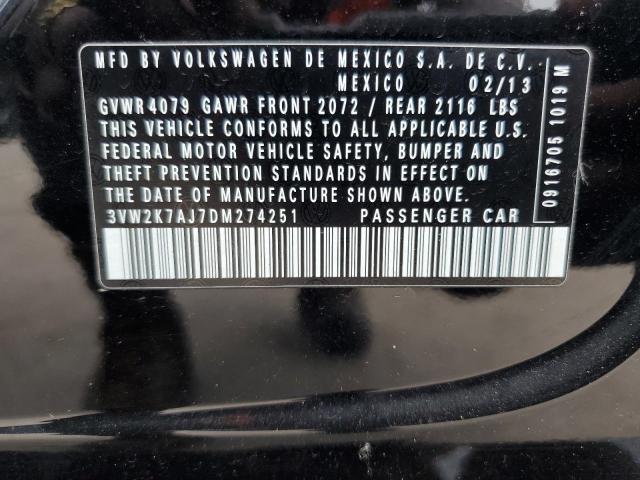 MFD BY VOLKSWAGEN DE MEXICO S.A. DE C.V.
MEXICO 02/13
GVWR 4079 GAWR FRONT 2072 / REAR 2116 LBS
THIS VEHICLE CONFORMS TO ALL APPLICABLE U.S.
FEDERAL MOTOR VEHICLE SAFETY, BUMPER AND
THEFT PREVENTION STANDARDS IN EFFECT ON
THE DATE OF MANUFACTURE SHOWN ABOVE.
3VW2K7AJ7DM274251 PASSENGER CAR
0916705 1019 M